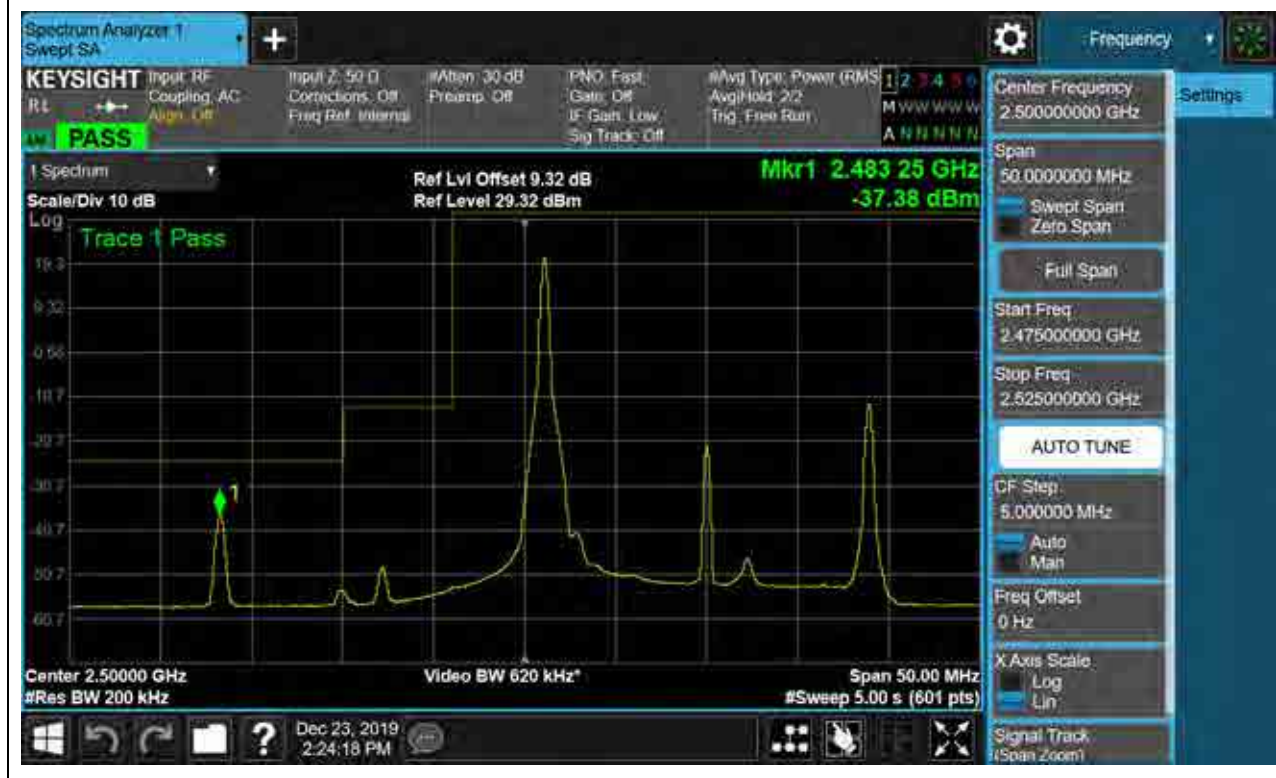 Spectrum Analyzer 1
Swept SA
Frequency
KEYSIGHT
Input: RF
Coupling: AC
Align: Off
Input Z: 50 Ω
Corrections: Off
Freq Ref: Internal
#Atten: 30 dB
Preamp: Off
PNO: Fast
Gate: Off
IF Gain: Low
Sig Track: Off
#Avg Type: Power (RMS
Avg|Hold: 2/2
Trig: Free Run
1 2 3 4 5 6
M W W W W W
A N N N N N
R L
PASS
1 Spectrum
Scale/Div 10 dB
Log
Ref Lvl Offset 9.32 dB
Ref Level 29.32 dBm
Mkr1 2.483 25 GHz
-37.38 dBm
Trace 1 Pass
19.3
9.32
-0.68
-10.7
-20.7
-30.7
-40.7
-50.7
-60.7
1
Center 2.50000 GHz
#Res BW 200 kHz
Video BW 620 kHz*
Span 50.00 MHz
#Sweep 5.00 s (601 pts)
Dec 23, 2019
2:24:18 PM
Center Frequency
2.500000000 GHz
Settings
Span
50.0000000 MHz
Swept Span
Zero Span
Full Span
Start Freq
2.475000000 GHz
Stop Freq
2.525000000 GHz
AUTO TUNE
CF Step
5.000000 MHz
Auto
Man
Freq Offset
0 Hz
X Axis Scale
Log
Lin
Signal Track
(Span Zoom)